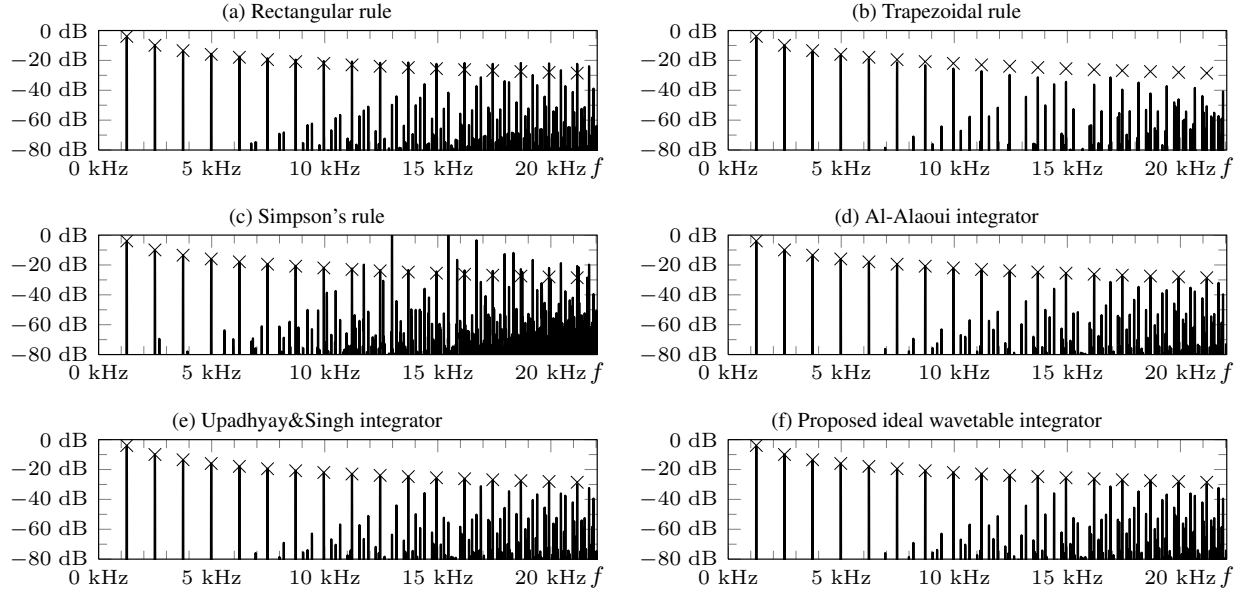 (a) Rectangular rule
0 dB
−20 dB
−40 dB
−60 dB
−80 dB
0 kHz 5 kHz 10 kHz 15 kHz 20 kHz f
(b) Trapezoidal rule
0 dB
−20 dB
−40 dB
−60 dB
−80 dB
0 kHz 5 kHz 10 kHz 15 kHz 20 kHz f
(c) Simpson's rule
0 dB
−20 dB
−40 dB
−60 dB
−80 dB
0 kHz 5 kHz 10 kHz 15 kHz 20 kHz f
(d) Al-Alaoui integrator
0 dB
−20 dB
−40 dB
−60 dB
−80 dB
0 kHz 5 kHz 10 kHz 15 kHz 20 kHz f
(e) Upadhyay&Singh integrator
0 dB
−20 dB
−40 dB
−60 dB
−80 dB
0 kHz 5 kHz 10 kHz 15 kHz 20 kHz f
(f) Proposed ideal wavetable integrator
0 dB
−20 dB
−40 dB
−60 dB
−80 dB
0 kHz 5 kHz 10 kHz 15 kHz 20 kHz f